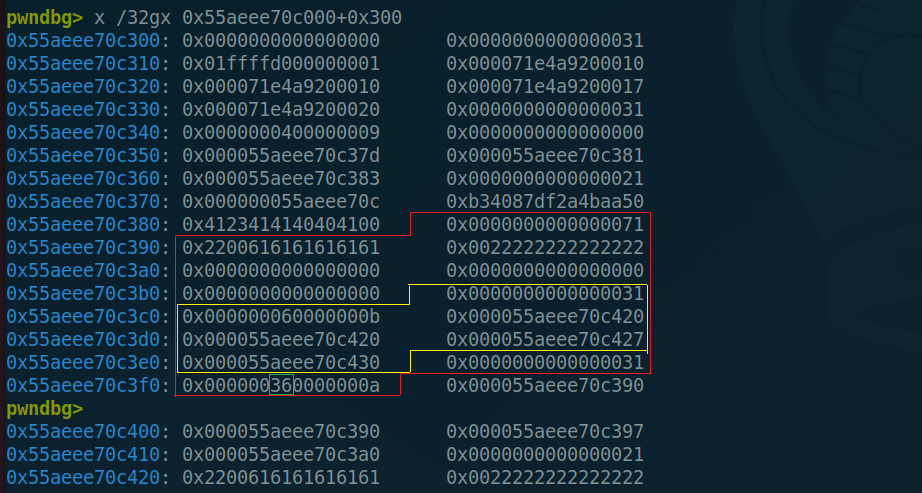 pwndbg> x /32gx 0x55aeee70c000+0x300
0x55aeee70c300: 0x0000000000000000 0x0000000000000031
0x55aeee70c310: 0x01ffffd000000001 0x000071e4a9200010
0x55aeee70c320: 0x000071e4a9200010 0x000071e4a9200017
0x55aeee70c330: 0x000071e4a9200020 0x0000000000000031
0x55aeee70c340: 0x0000000400000009 0x0000000000000000
0x55aeee70c350: 0x000055aeee70c37d 0x000055aeee70c381
0x55aeee70c360: 0x000055aeee70c383 0x0000000000000021
0x55aeee70c370: 0x000000055aeee70c 0xb34087df2a4baa50
0x55aeee70c380: 0x4123414140404100 0x0000000000000071
0x55aeee70c390: 0x2200616161616161 0x0022222222222222
0x55aeee70c3a0: 0x0000000000000000 0x0000000000000000
0x55aeee70c3b0: 0x0000000000000000 0x0000000000000031
0x55aeee70c3c0: 0x000000060000000b 0x000055aeee70c420
0x55aeee70c3d0: 0x000055aeee70c420 0x000055aeee70c427
0x55aeee70c3e0: 0x000055aeee70c430 0x0000000000000031
0x55aeee70c3f0: 0x000000360000000a 0x000055aeee70c390
pwndbg>
0x55aeee70c400: 0x000055aeee70c390 0x000055aeee70c397
0x55aeee70c410: 0x000055aeee70c3a0 0x0000000000000021
0x55aeee70c420: 0x2200616161616161 0x0022222222222222